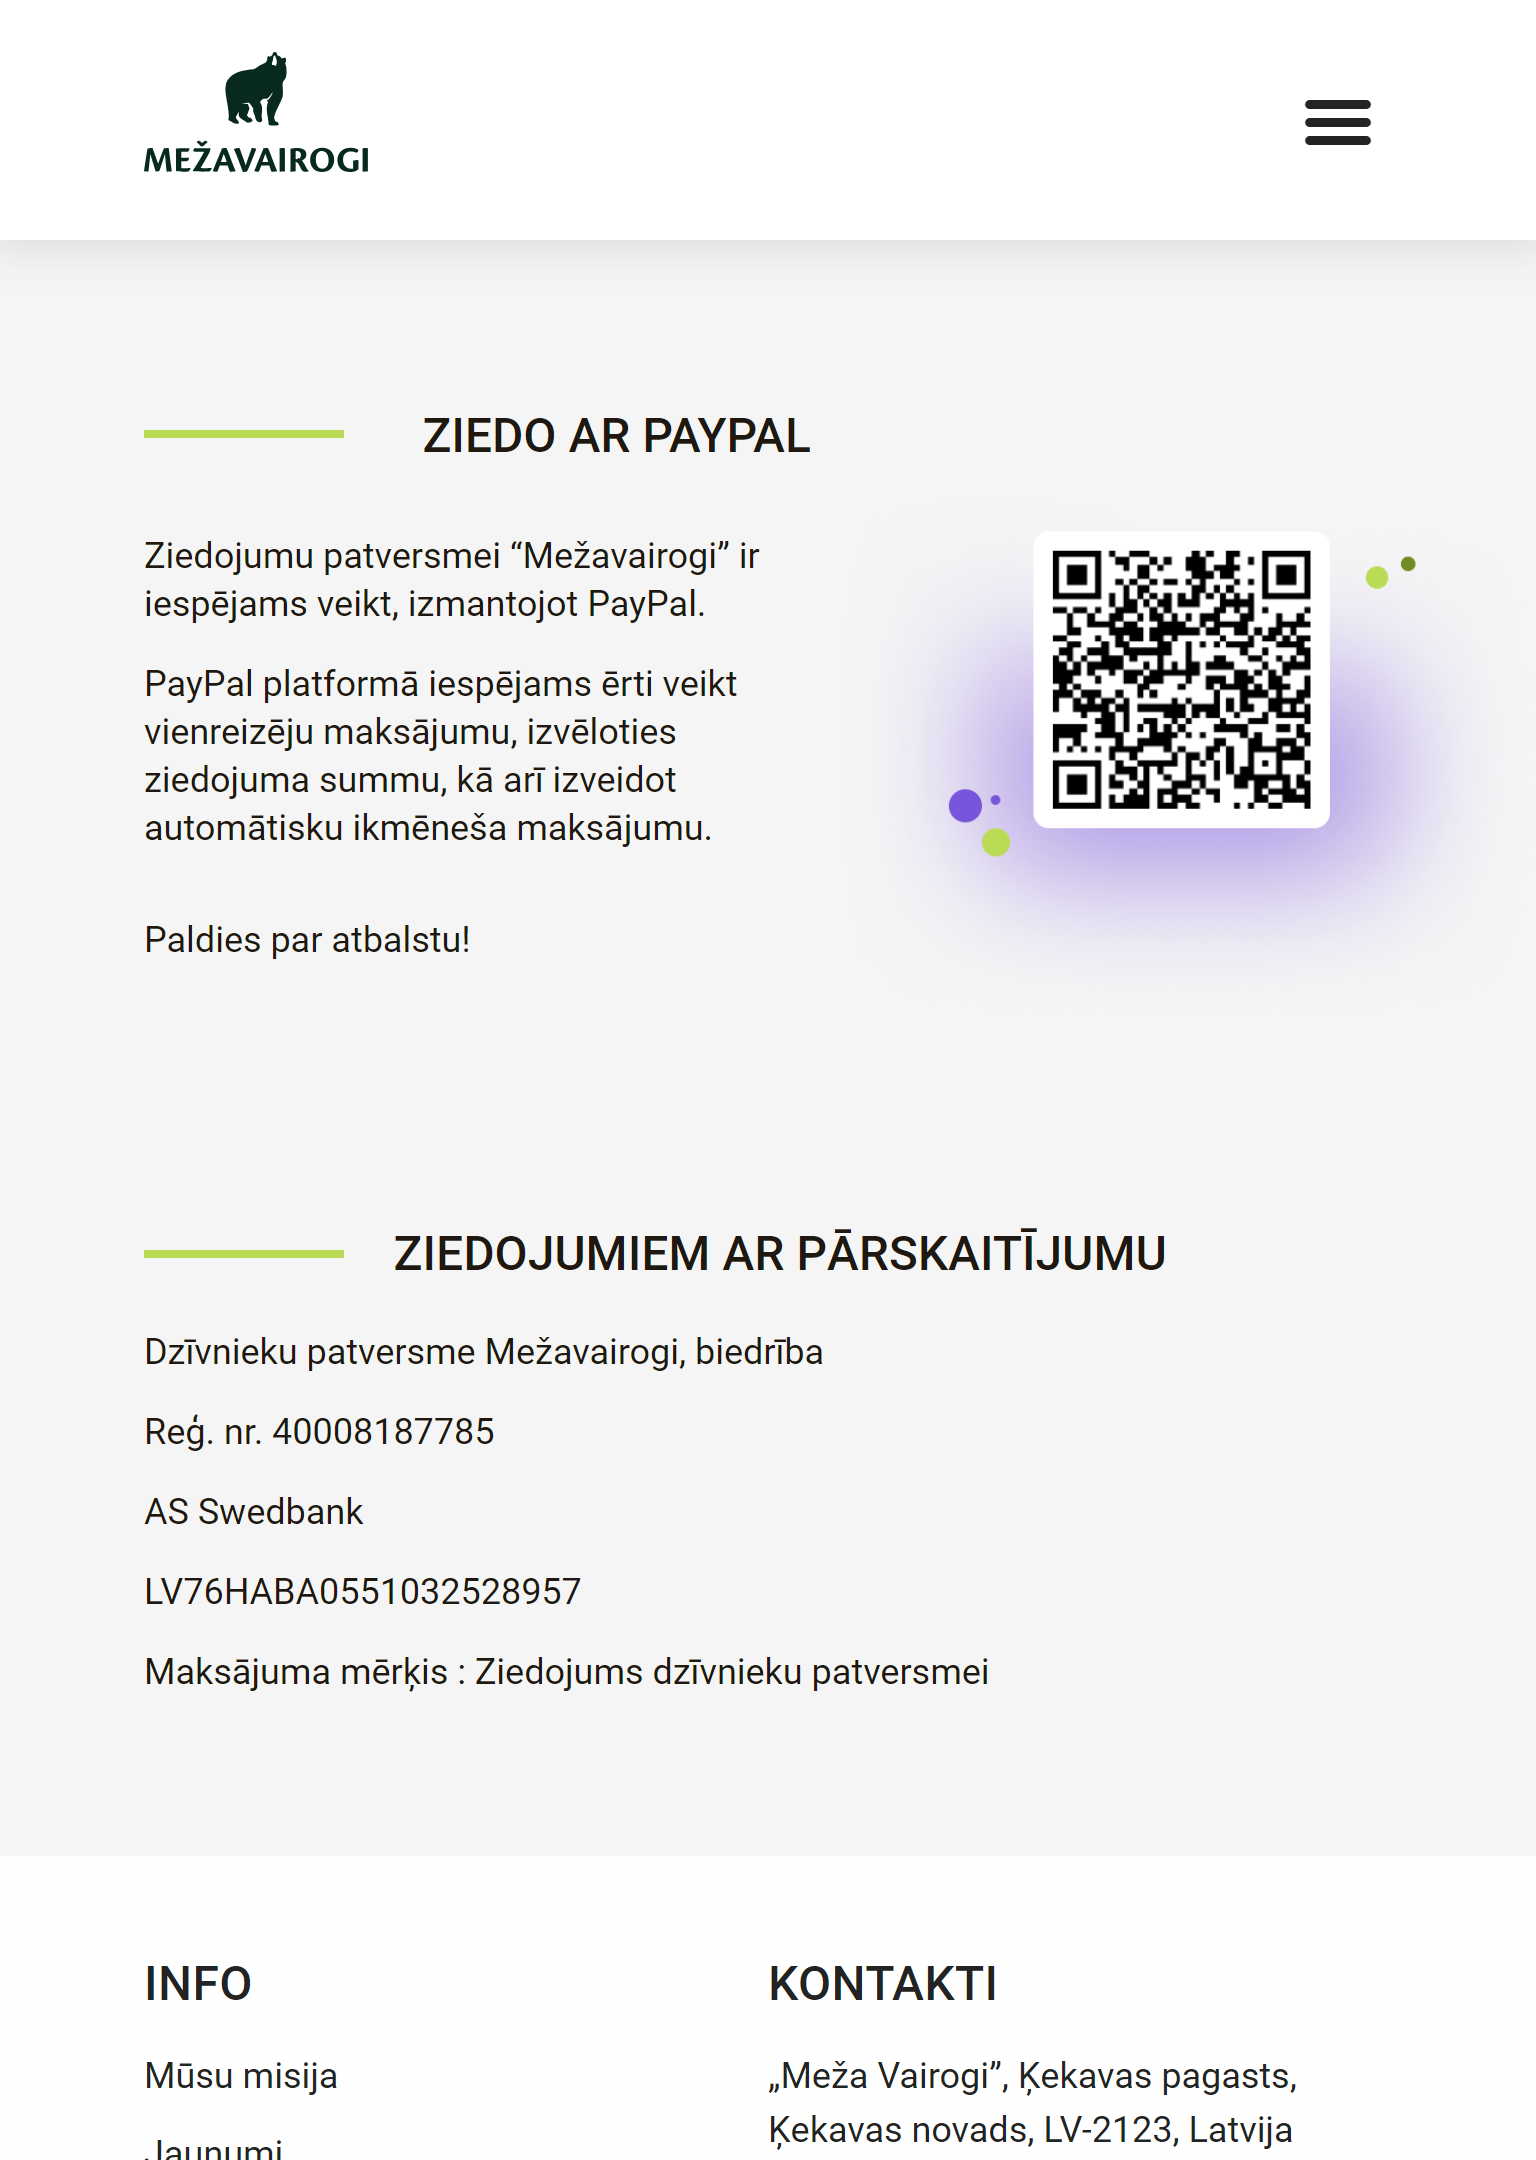 MEŽAVAIROGI
ZIEDO AR PAYPAL
Ziedojumu patversmei “Mežavairogi” ir
iespējams veikt, izmantojot PayPal.
PayPal platformā iespējams ērti veikt
vienreizēju maksājumu, izvēloties
ziedojuma summu, kā arī izveidot
automātisku ikmēneša maksājumu.
Paldies par atbalstu!
ZIEDOJUMIEM AR PĀRSKAITĪJUMU
Dzīvnieku patversme Mežavairogi, biedrība
Reģ. nr. 40008187785
AS Swedbank
LV76HABA0551032528957
Maksājuma mērķis : Ziedojums dzīvnieku patversmei
INFO
Mūsu misija
Jaunumi
KONTAKTI
„Meža Vairogi”, Ķekavas pagasts,
Ķekavas novads, LV-2123, Latvija